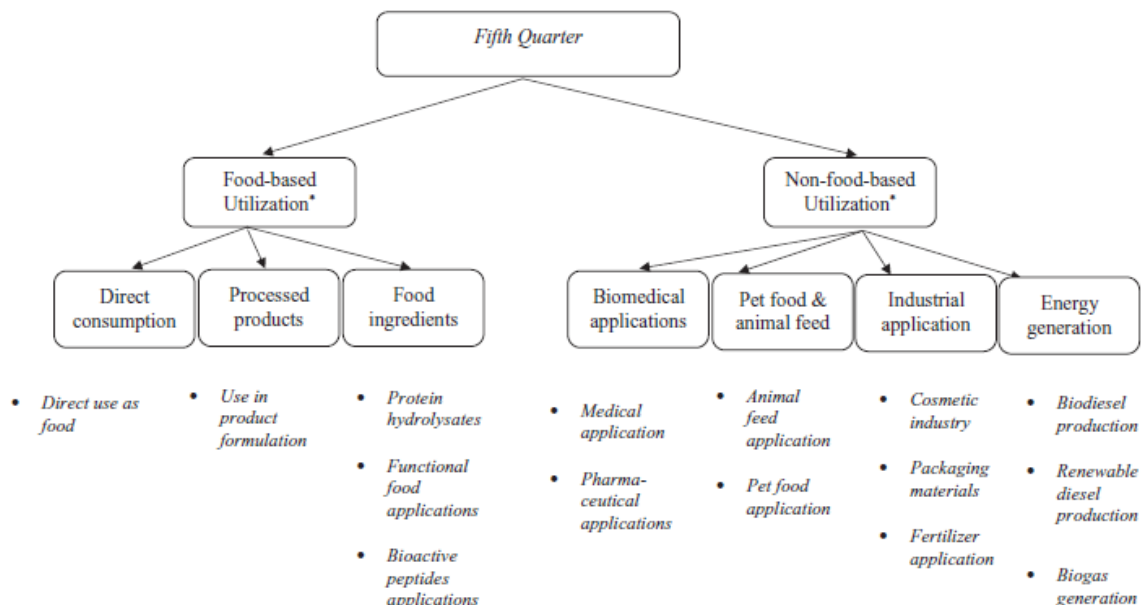 Fifth Quarter
Food-based
Utilization*
Non-food-based
Utilization*
Direct
consumption
Processed
products
Food
ingredients
Biomedical
applications
Pet food &
animal feed
Industrial
application
Energy
generation
• Direct use as
food
• Use in
product
formulation
• Protein
hydrolysates
• Functional
food
applications
• Bioactive
peptides
applications
• Medical
application
• Pharma-
ceutical
applications
• Animal
feed
application
• Pet food
application
• Cosmetic
industry
• Packaging
materials
• Fertilizer
application
• Biodiesel
production
• Renewable
diesel
production
• Biogas
generation